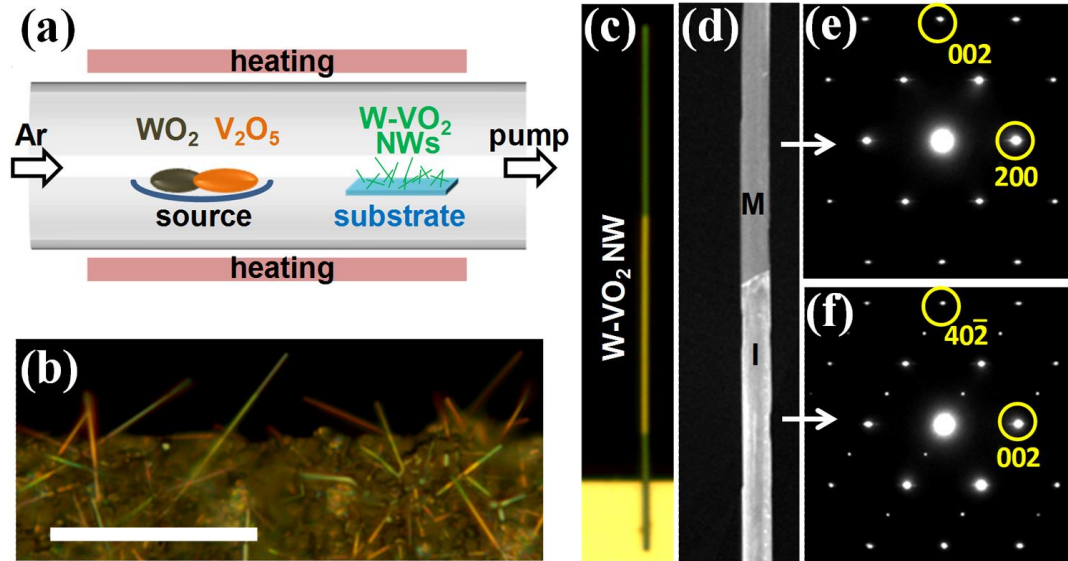 (a)
heating
Ar
WO₂ V₂O₅
W-VO₂
NWs
pump
source
substrate
heating
(b)
(c)
W-VO₂ NW
(d)
M
I
(e)
002
200
(f)
402̄
002